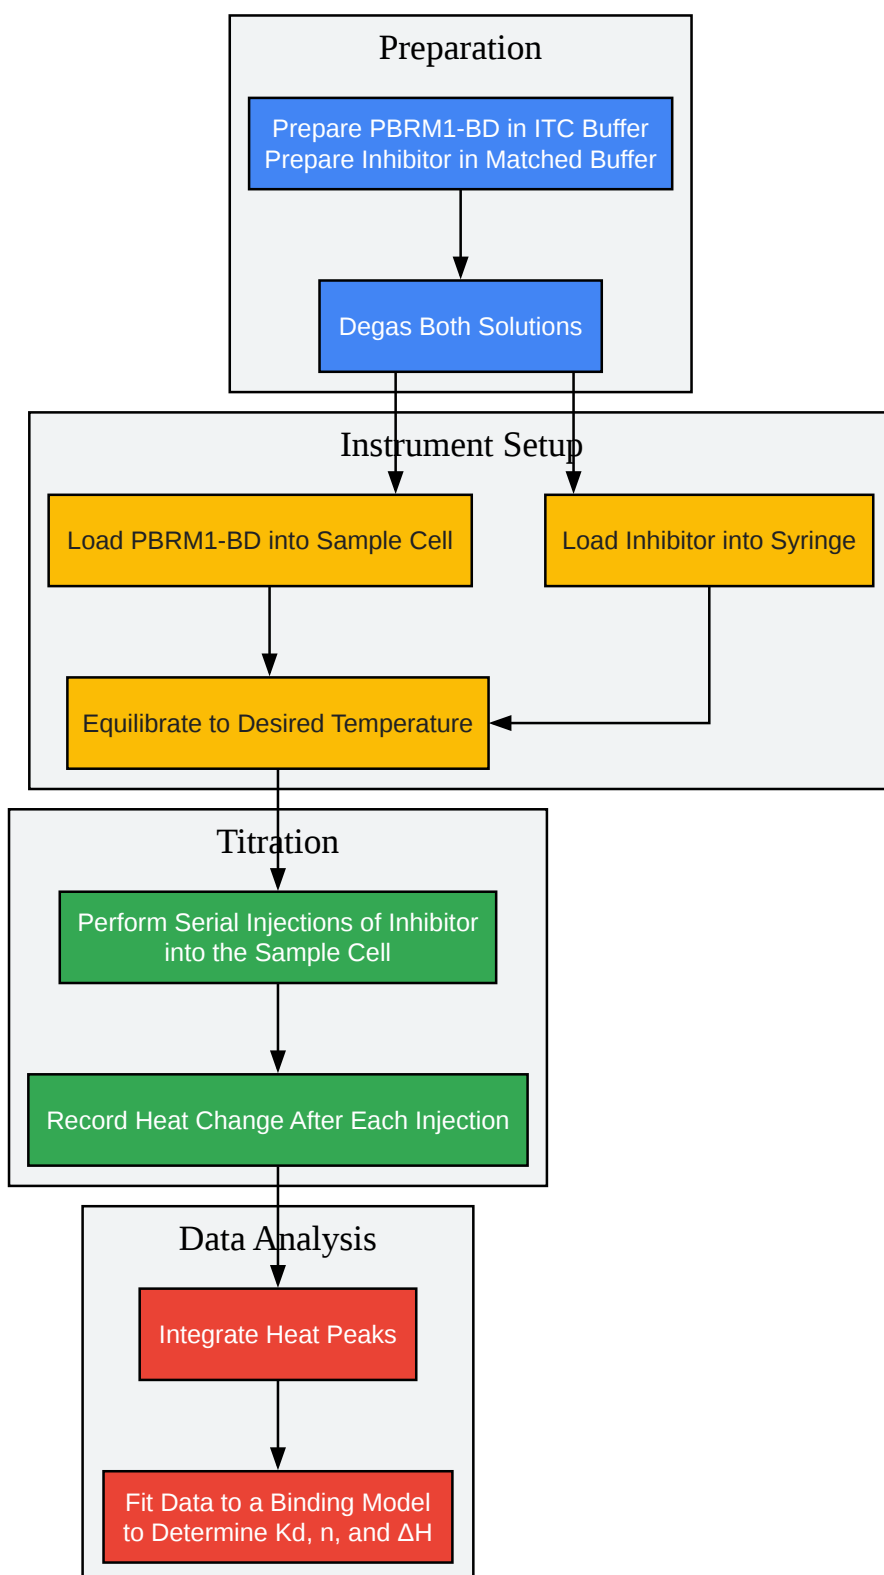 Preparation
Prepare PBRM1-BD in ITC Buffer
Prepare Inhibitor in Matched Buffer
Degas Both Solutions
Instrument Setup
Load PBRM1-BD into Sample Cell
Load Inhibitor into Syringe
Equilibrate to Desired Temperature
Titration
Perform Serial Injections of Inhibitor
into the Sample Cell
Record Heat Change After Each Injection
Data Analysis
Integrate Heat Peaks
Fit Data to a Binding Model
to Determine Kd, n, and ΔH